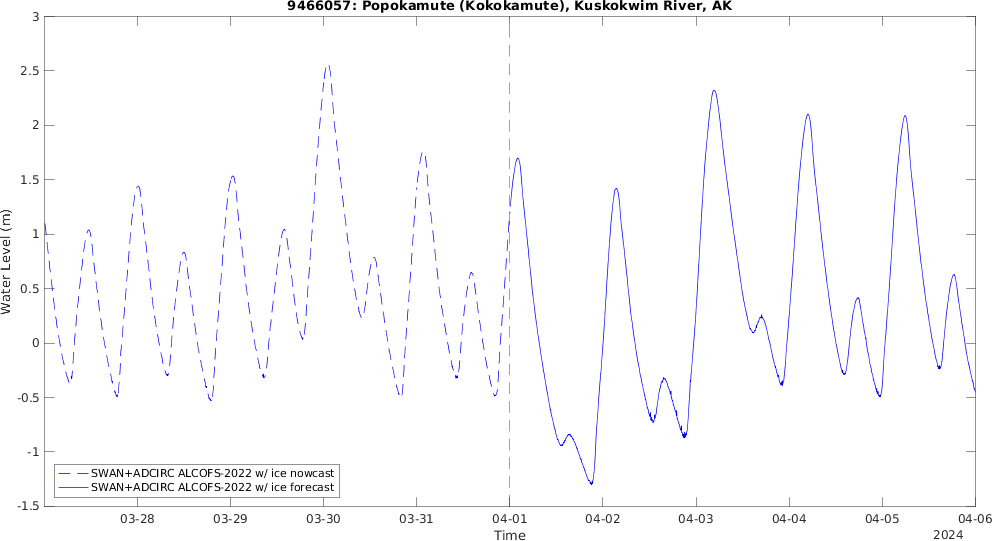 9466057: Popokamute (Kokokamute), Kuskokwim River, AK
Water Level (m)
3
2.5
2
1.5
1
0.5
0
-0.5
-1
-1.5
SWAN+ADCIRC ALCOFS-2022 w/ ice nowcast
SWAN+ADCIRC ALCOFS-2022 w/ ice forecast
03-28 03-29 03-30 03-31 04-01 04-02 04-03 04-04 04-05 04-06
Time
2024